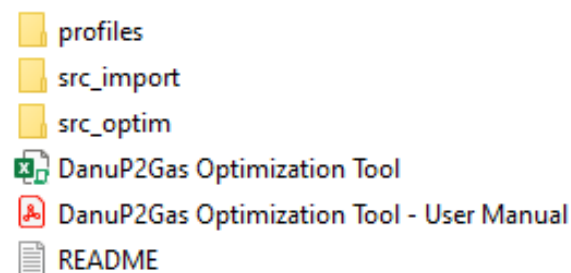 profiles
src_import
src_optim
DanuP2Gas Optimization Tool
DanuP2Gas Optimization Tool - User Manual
README